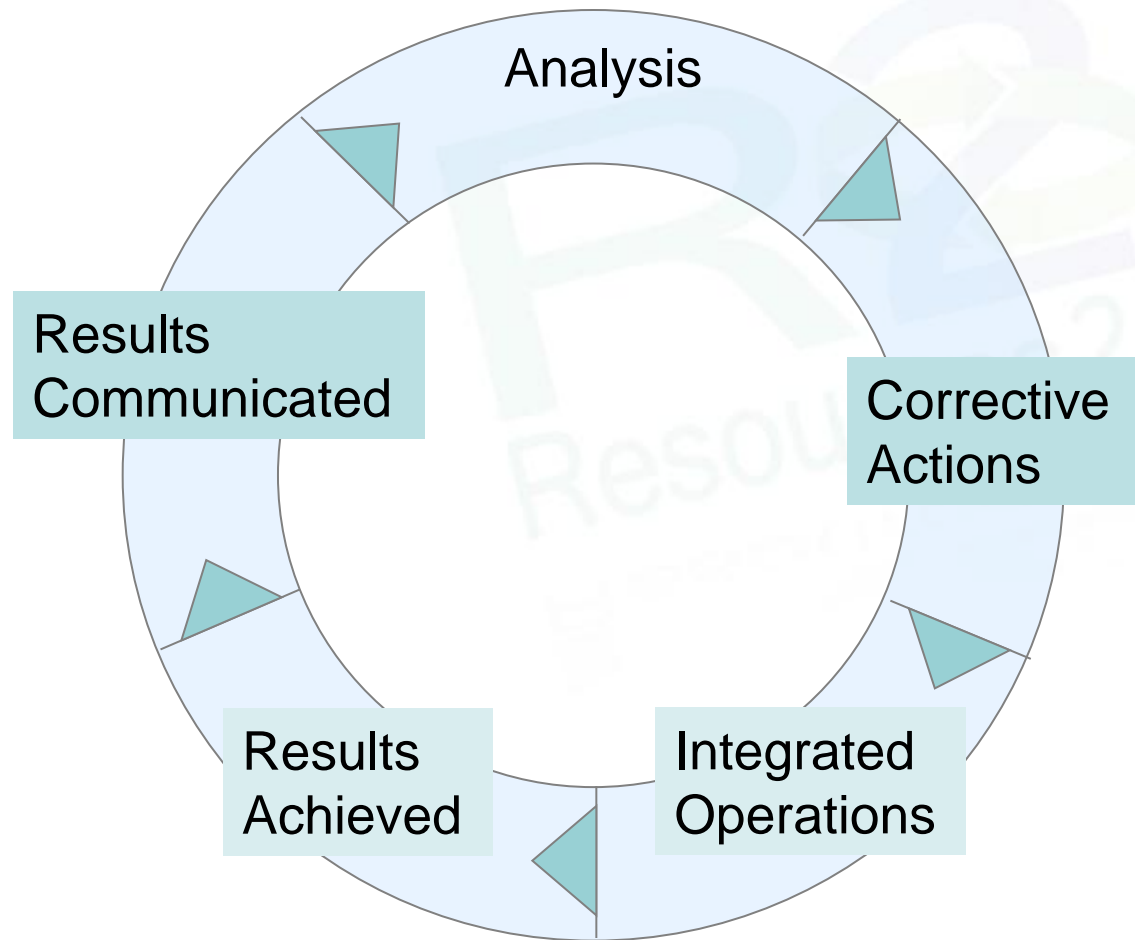 Analysis
Results
Communicated
Corrective
Actions
Results
Achieved
Integrated
Operations